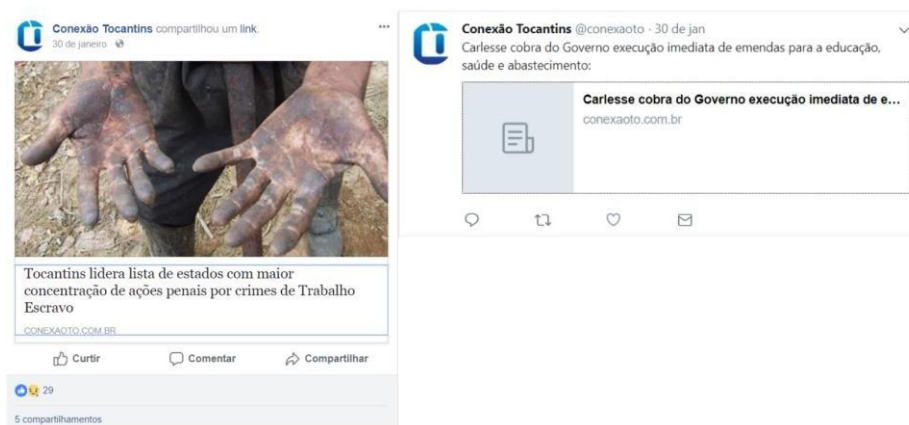 Conexão Tocantins compartilhou um link.
30 de janeiro
Tocantins lidera lista de estados com maior
concentração de ações penais por crimes de Trabalho
Escravo
CONEXAOTO.COM.BR
Curtir Comentar Compartilhar
29
5 compartilhamentos
Conexão Tocantins @conexaoto · 30 de jan
Carlesse cobra do Governo execução imediata de emendas para a educação,
saúde e abastecimento:
Carlesse cobra do Governo execução imediata de e...
conexaoto.com.br